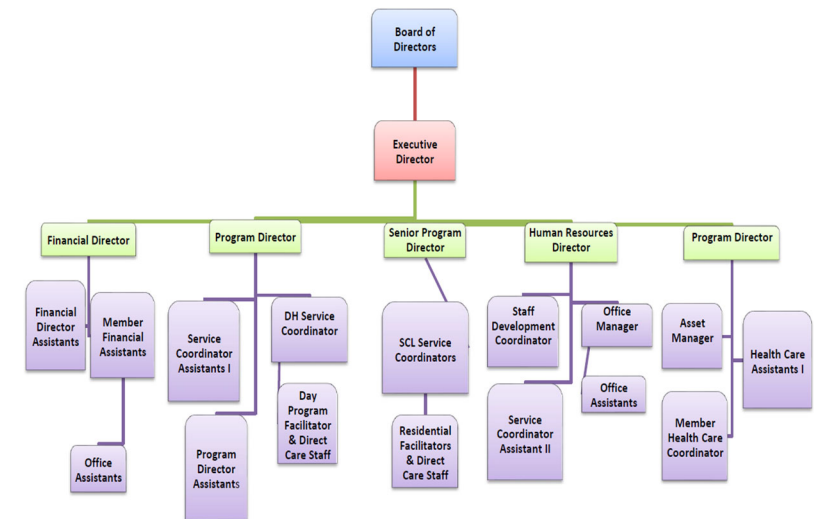 Board of
Directors
Executive
Director
Financial Director
Program Director
Senior Program
Director
Human Resources
Director
Program Director
Financial
Director
Assistants
Member
Financial
Assistants
Office
Assistants
Service
Coordinator
Assistants I
Program
Director
Assistants
DH Service
Coordinator
Day
Program
Facilitator
& Direct
Care Staff
SCL Service
Coordinators
Residential
Facilitators
& Direct
Care Staff
Staff
Development
Coordinator
Service
Coordinator
Assistant II
Office
Manager
Office
Assistants
Asset
Manager
Member
Health Care
Coordinator
Health Care
Assistants I